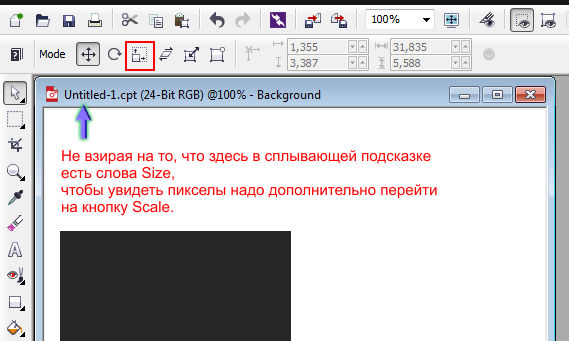 100%
Mode
1,355
31,835
3,387
5,588
Untitled-1.cpt (24-Bit RGB) @100% - Background
Не взирая на то, что здесь в сплывающей подсказке
есть слова Size,
чтобы увидеть пикселы надо дополнительно перейти
на кнопку Scale.